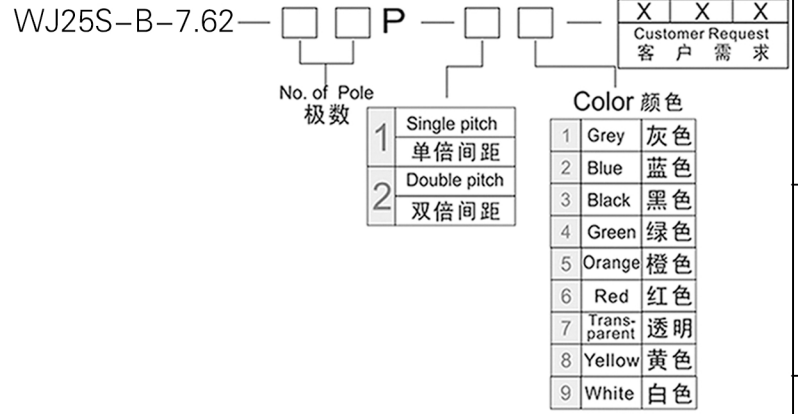 WJ25S-B-7.62 — □ □ P — □ □ —
X X X
Customer Request
客户需求
No. of Pole
极数
Color 颜色
1 Single pitch
单倍间距
2 Double pitch
双倍间距
1 Grey 灰色
2 Blue 蓝色
3 Black 黑色
4 Green 绿色
5 Orange 橙色
6 Red 红色
7 Trans-
parent 透明
8 Yellow 黄色
9 White 白色